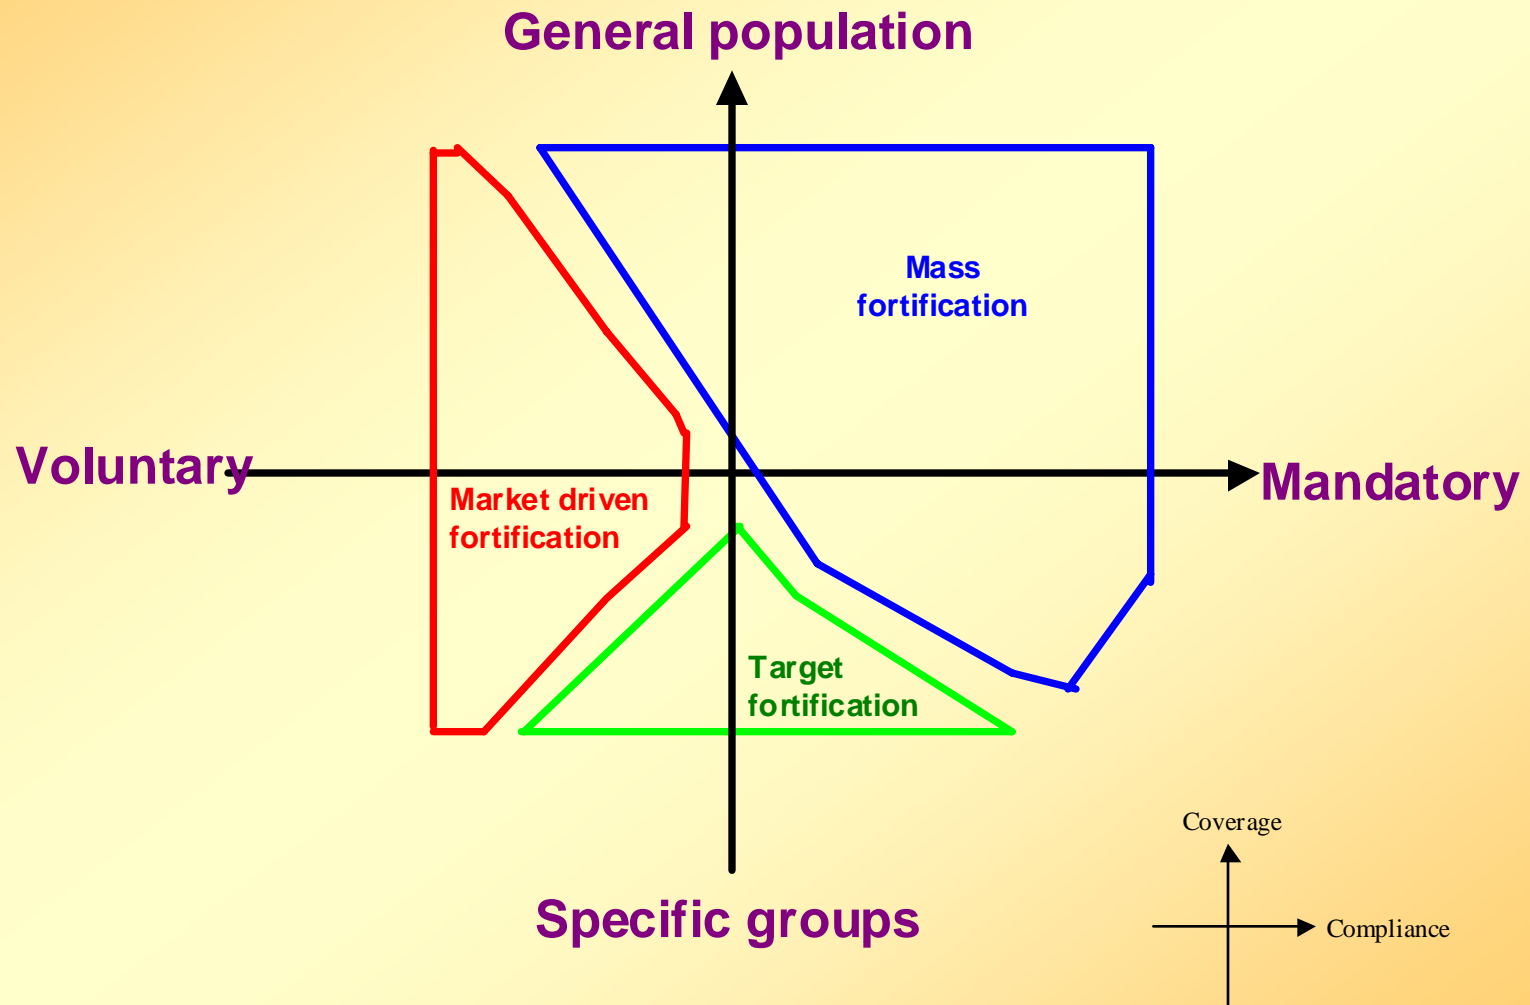 General population
Mass
fortification
Voluntary
Mandatory
Market driven
fortification
Target
fortification
Coverage
Specific groups
Compliance